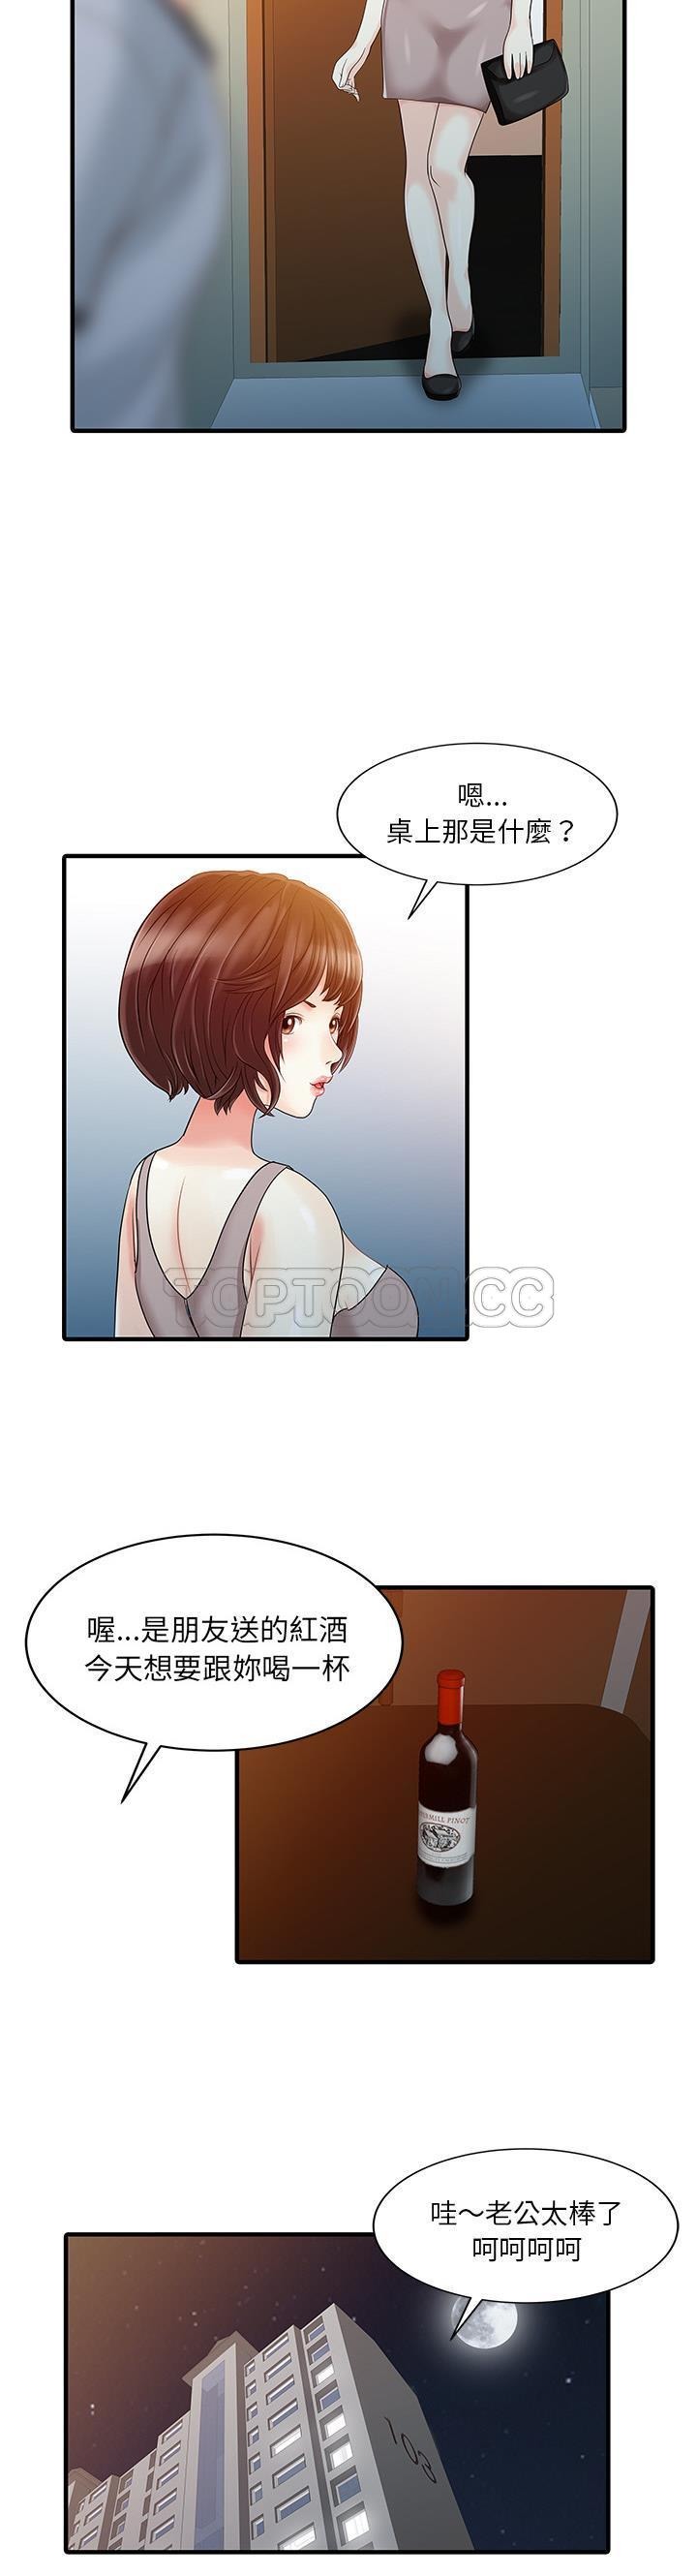 嗯...
桌上那是什麼？
TOPTOON.CC
喔...是朋友送的紅酒
今天想要跟妳喝一杯
MILL PINOT
哇～老公太棒了
呵呵呵呵
103